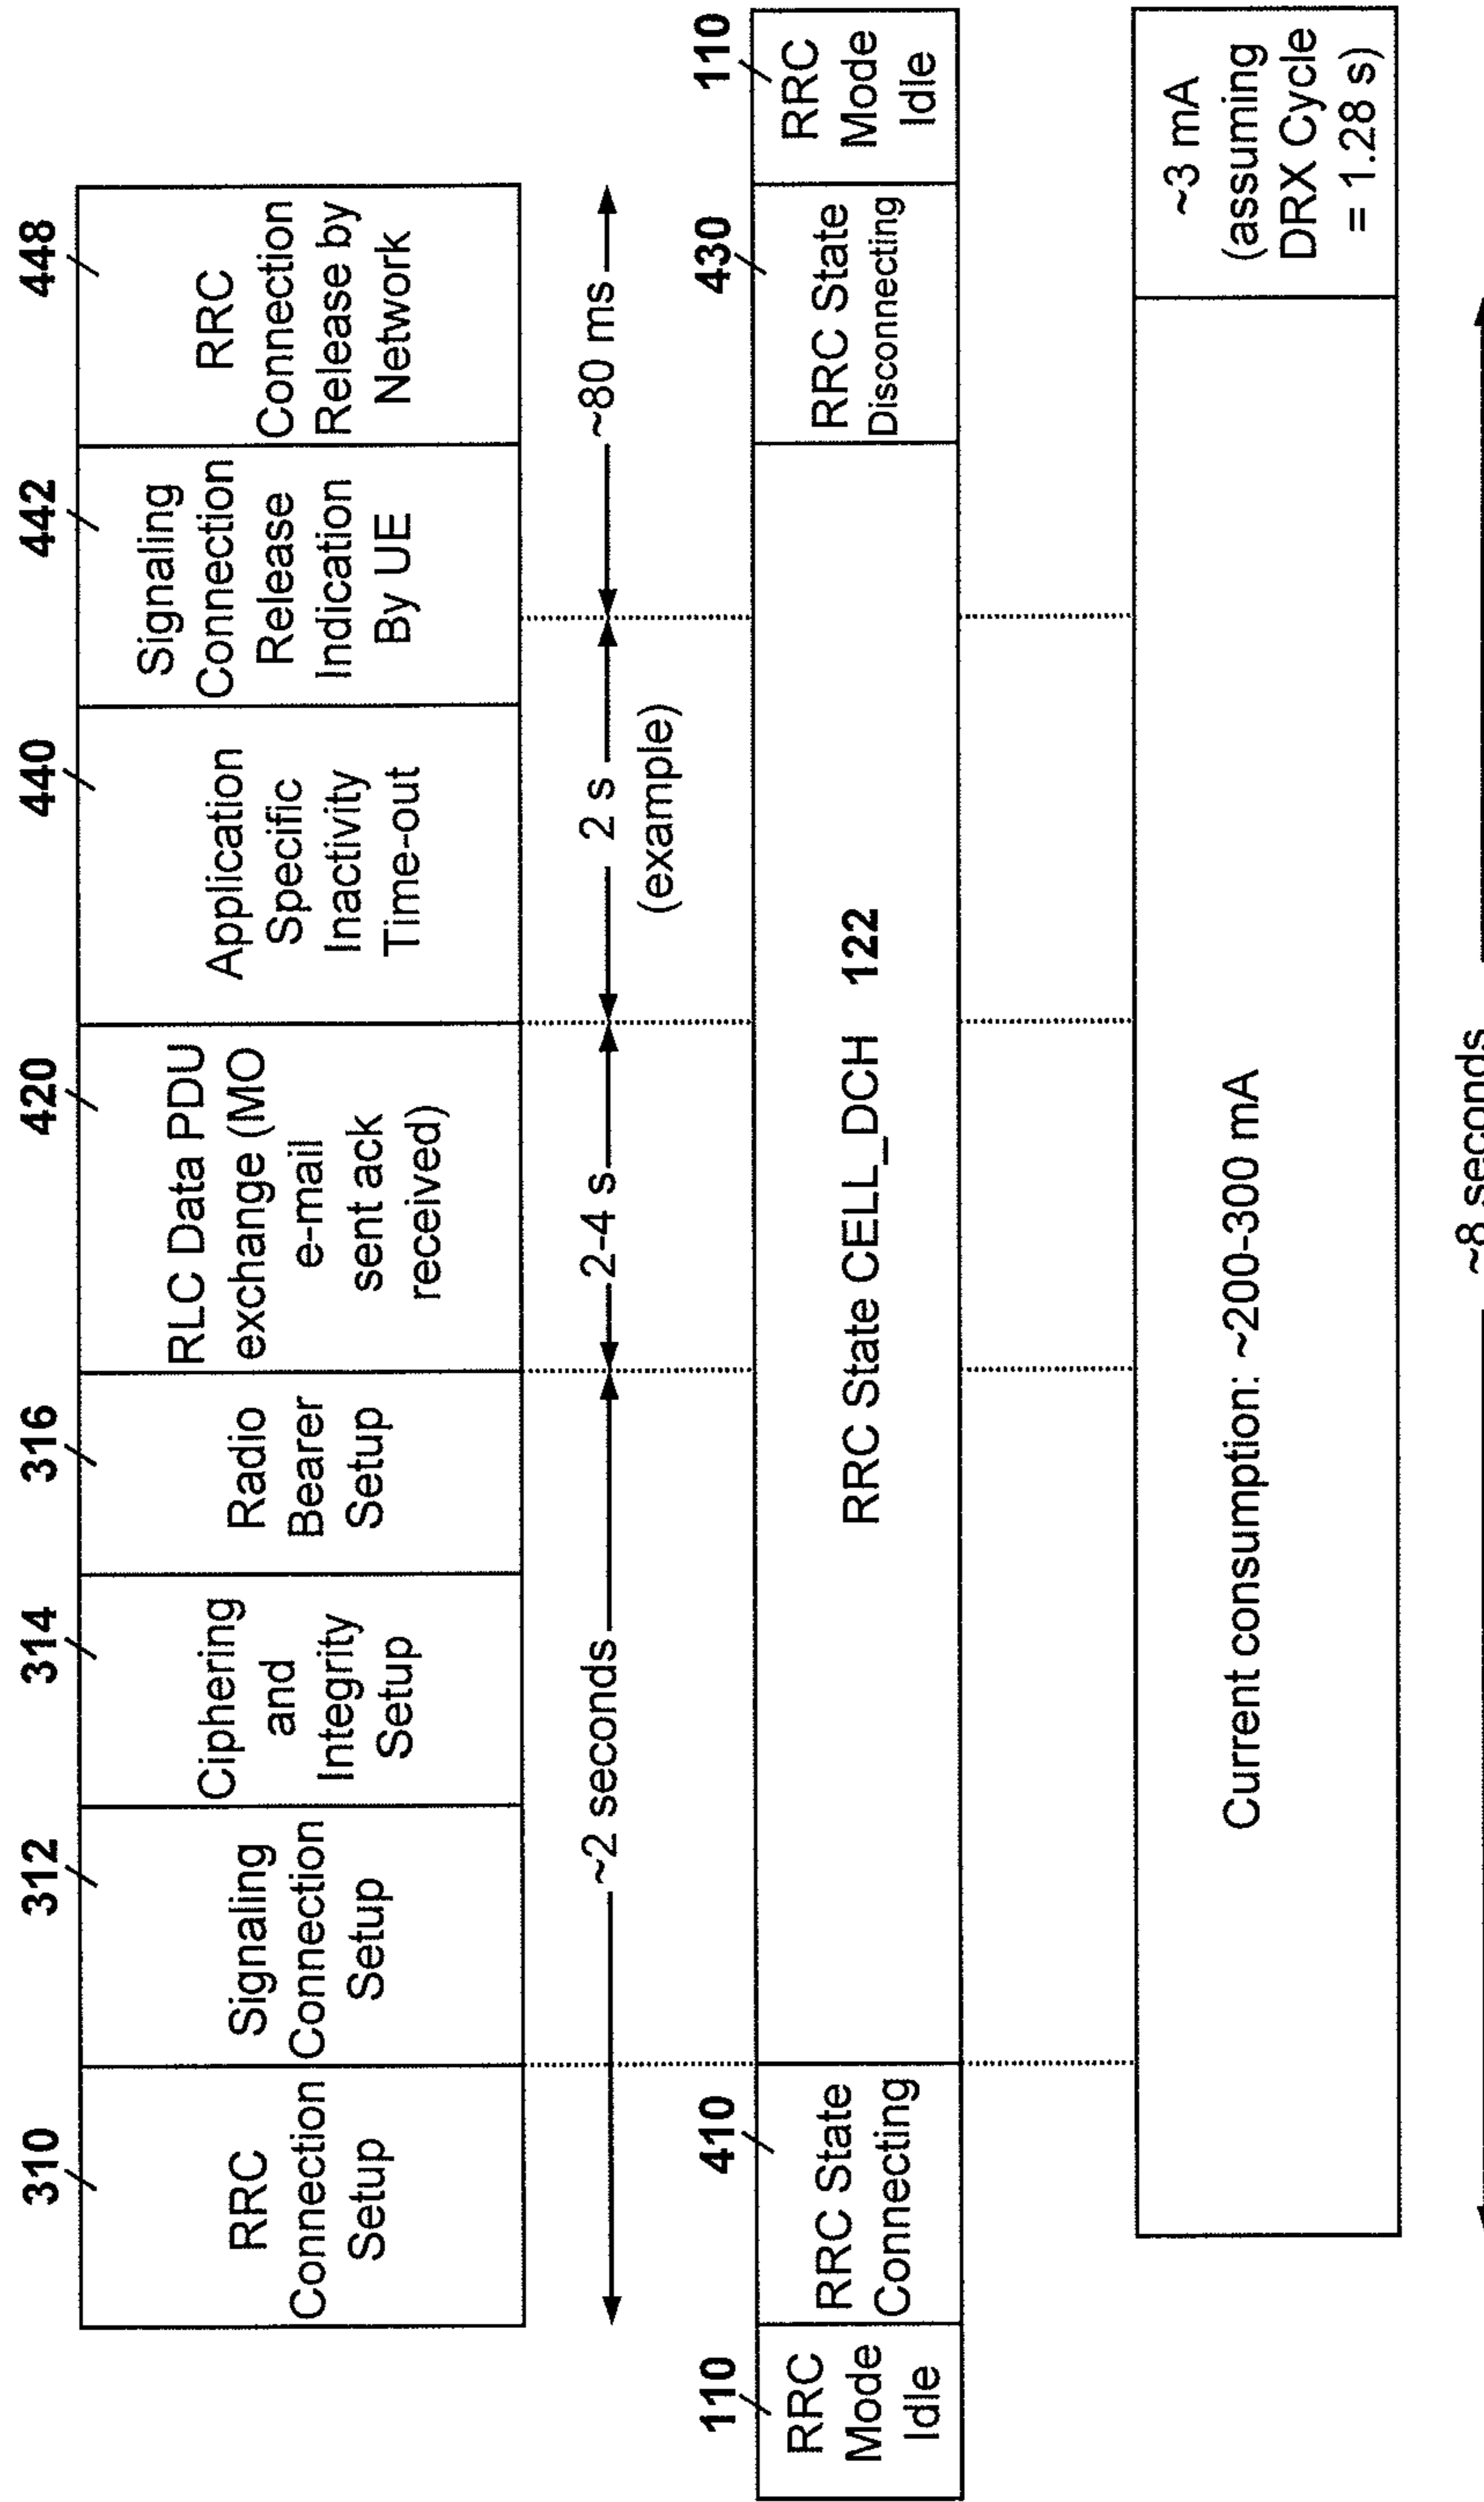 310
312
314
316
420
440
442
448
RRC
Connection
Setup
Signaling
Connection
Setup
Ciphering
and
Integrity
Setup
Radio
Bearer
Setup
RLC Data PDU
exchange (MO
e-mail
sent ack
received)
Application
Specific
Inactivity
Time-out
Signaling
Connection
Release
Indication
By UE
RRC
Connection
Release by
Network
~2 seconds
2-4 s
2 s
(example)
~80 ms
110
410
430
110
RRC
Mode
Idle
RRC State
Connecting
RRC State CELL_DCH 122
RRC State
Disconnecting
RRC
Mode
Idle
Current consumption: ~200-300 mA
~3 mA
(assuming
DRX Cycle
= 1.28 s)
~8 seconds